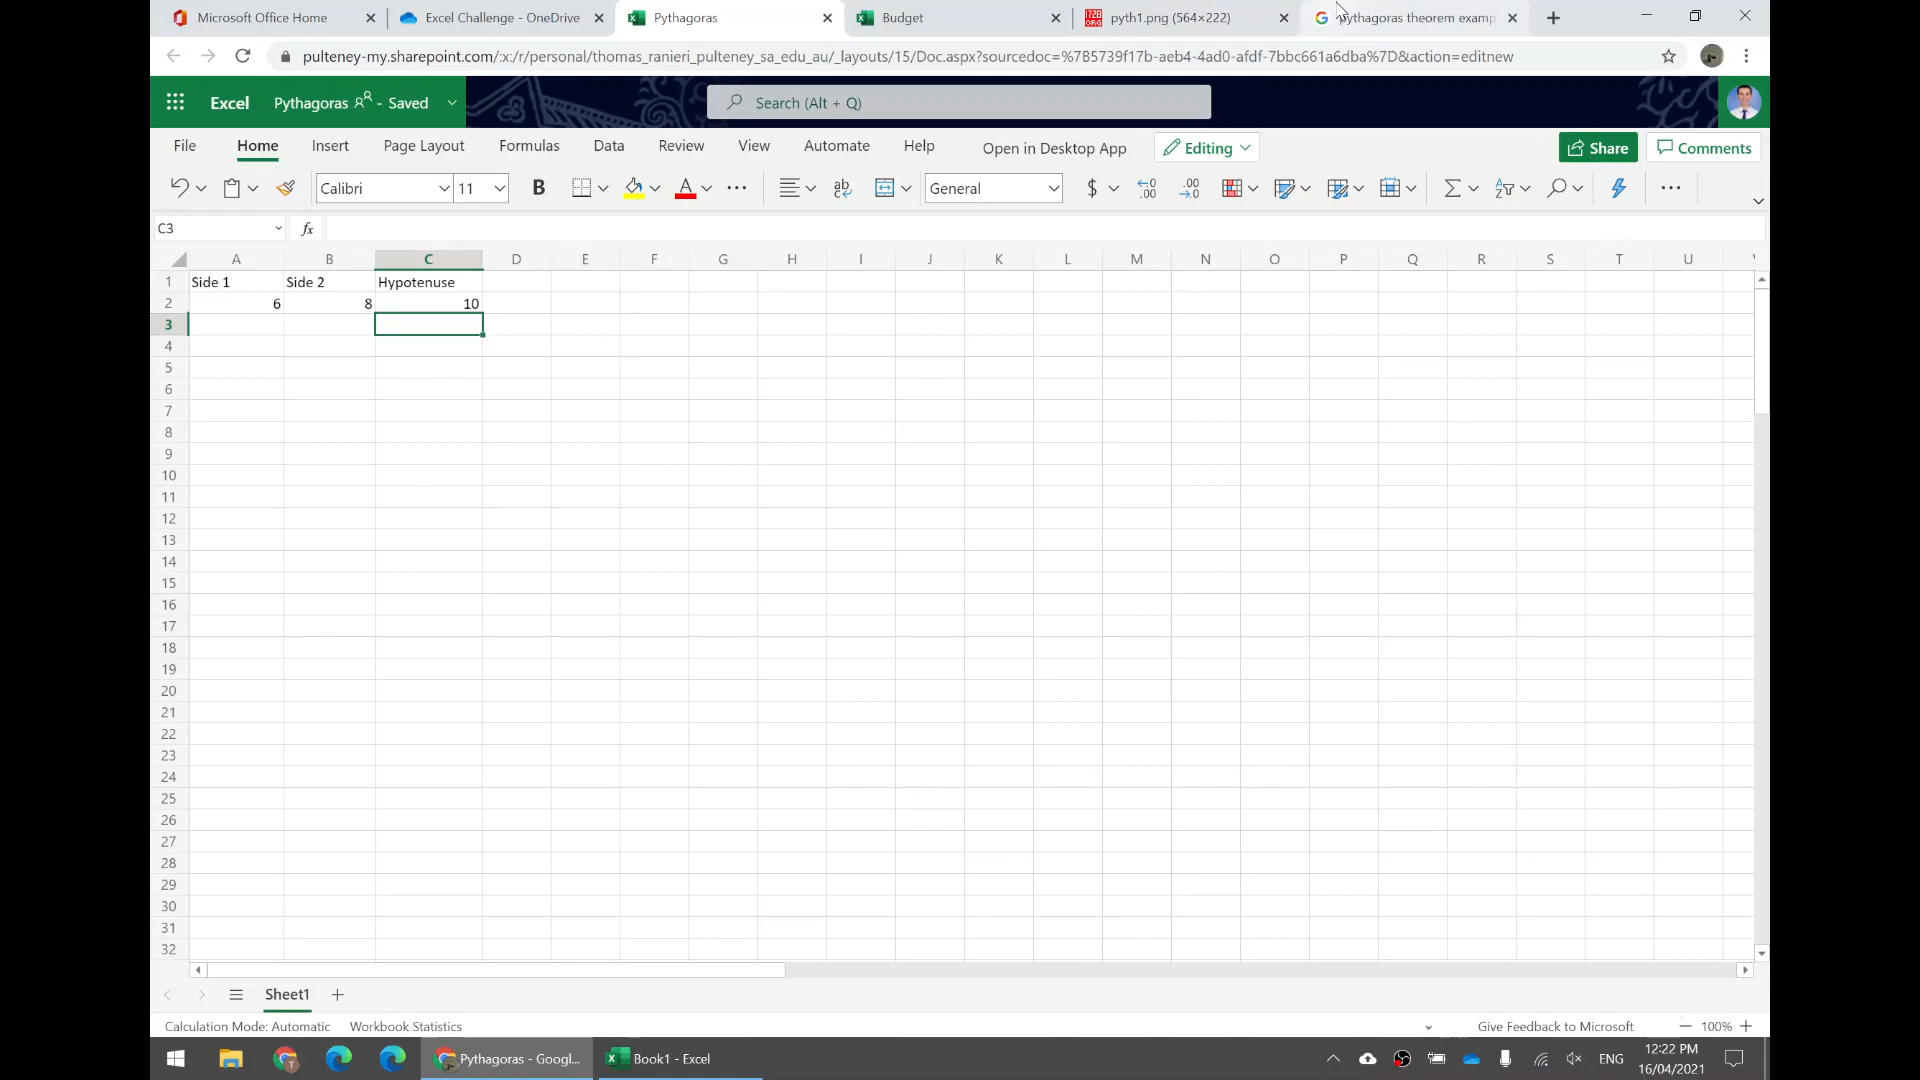 Microsoft Office Home
Excel Challenge - OneDrive
Pythagoras
Budget
pyth1.png (564×222)
Pythagoras theorem examp
pulteney-my.sharepoint.com/:x:/r/personal/thomas_ranieri_pulteney_sa_edu_au/_layouts/15/Doc.aspx?sourcedoc=%7B5739f17b-aeb4-4ad0-afdf-7bbc661a6dba%7D&action=editnew
Excel Pythagoras - Saved
Search (Alt + Q)
File Home Insert Page Layout Formulas Data Review View Automate Help Open in Desktop App Editing Share Comments
Calibri 11 B A ab General $ .00 .00
C3 fx
A B C D E F G H I J K L M N O P Q R S T U
1 Side 1 Side 2 Hypotenuse
2 6 8 10
3
4
5
6
7
8
9
10
11
12
13
14
15
16
17
18
19
20
21
22
23
24
25
26
27
28
29
30
31
32
Sheet1
Calculation Mode: Automatic Workbook Statistics Give Feedback to Microsoft 100%
Pythagoras - Googl... Book1 - Excel ENG 12:22 PM
16/04/2021